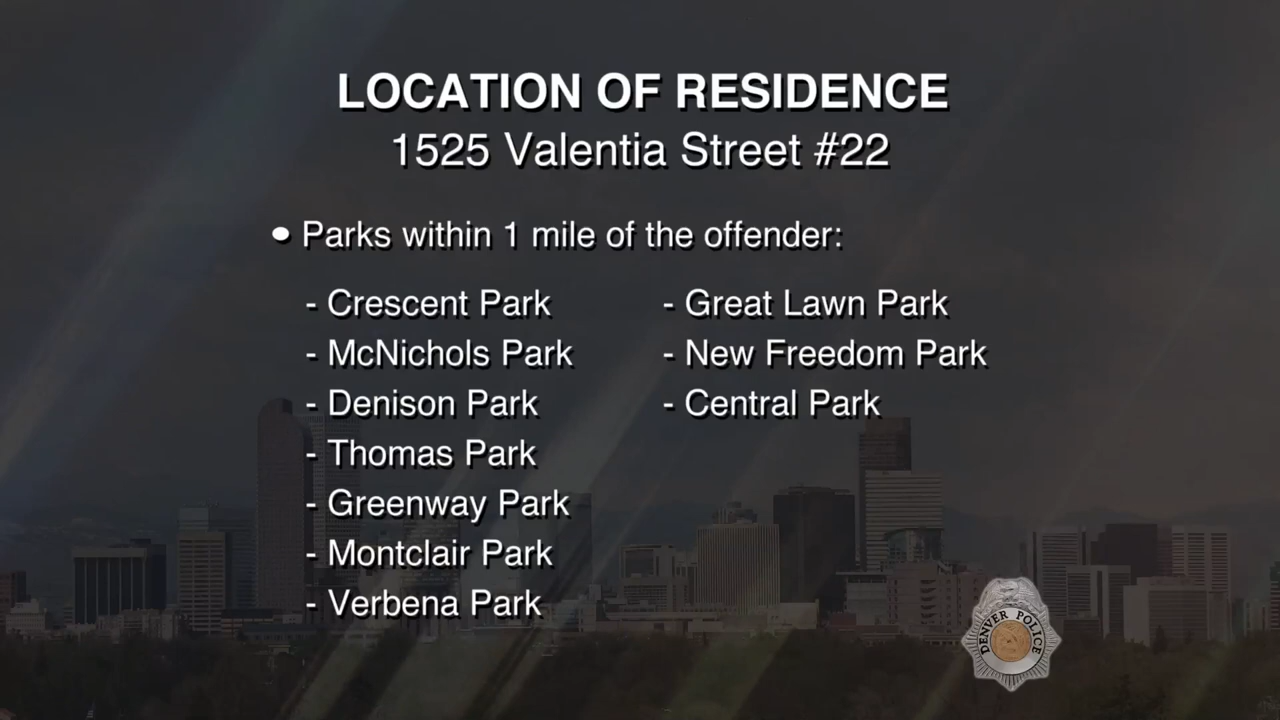 LOCATION OF RESIDENCE
1525 Valentia Street #22
• Parks within 1 mile of the offender:
- Crescent Park
- McNichols Park
- Denison Park
- Thomas Park
- Greenway Park
- Montclair Park
- Verbena Park
- Great Lawn Park
- New Freedom Park
- Central Park
DENVER POLICE